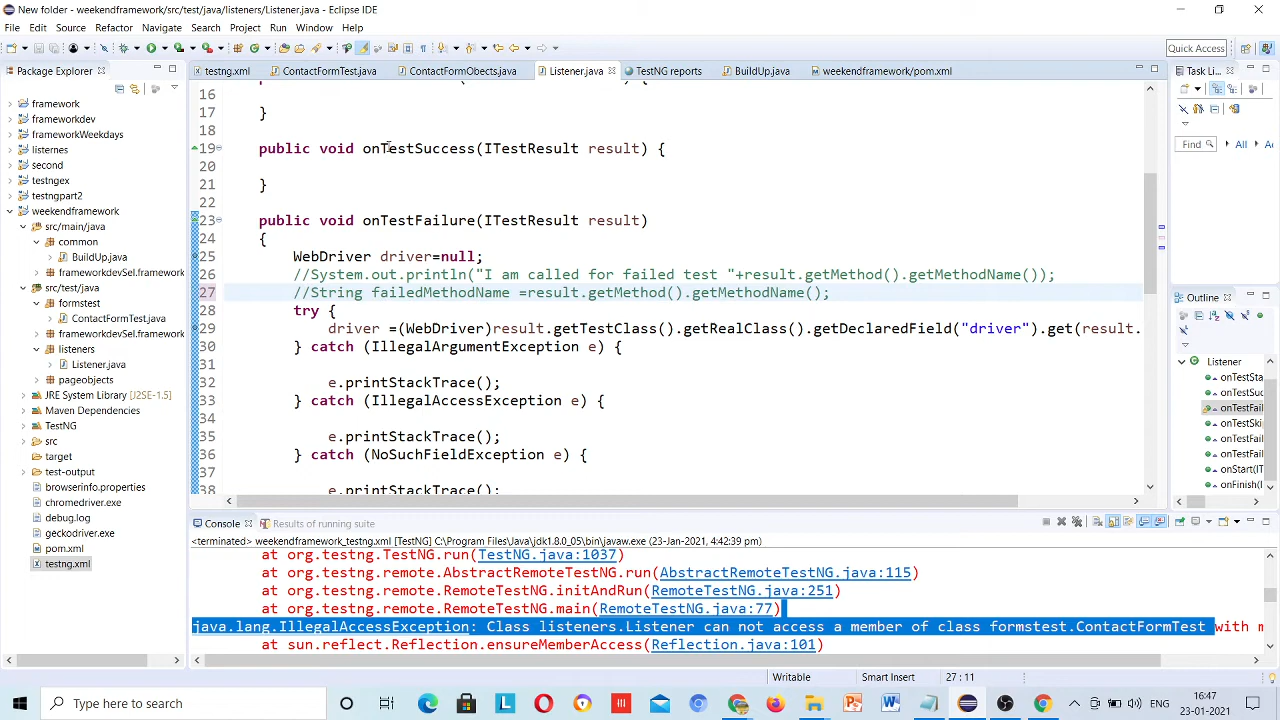 New folder - weekendframework/src/test/java/listeners/Listener.java - Eclipse IDE
File Edit Source Refactor Navigate Search Project Run Window Help
Quick Access
Package Explorer
testng.xml ContactFormTest.java ContactFormObects.java Listener.java TestNG reports BuildUp.java weekendframework/pom.xml
Task Li...
framework
frameworkdev
frameworkWeekdays
listernes
second
testngex
testngpart2
weekendframework
src/main/java
common
BuildUp.java
frameworkdevSel.framework
src/test/java
formstest
ContactFormTest.java
frameworkdevSel.framework
listeners
Listener.java
pageobjects
JRE System Library [J2SE-1.5]
Maven Dependencies
TestNG
src
target
test-output
browserinfo.properties
chromedriver.exe
debug.log
geckodriver.exe
pom.xml
testng.xml
16
17 }
18
19 public void onTestSuccess(ITestResult result) {
20
21 }
22
23 public void onTestFailure(ITestResult result)
24 {
25 WebDriver driver=null;
26 //System.out.println("I am called for failed test "+result.getMethod().getMethodName());
27 //String failedMethodName =result.getMethod().getMethodName();
28 try {
29 driver =(WebDriver)result.getTestClass().getRealClass().getDeclaredField("driver").get(result.
30 } catch (IllegalArgumentException e) {
31
32 e.printStackTrace();
33 } catch (IllegalAccessException e) {
34
35 e.printStackTrace();
36 } catch (NoSuchFieldException e) {
37
38 e.printStackTrace();
Find All Ac
Outline
Listener
onTestSta
onTestSuc
onTestFail
onTestSki
onTestFail
onStart(IT
onFinish(I
Console Results of running suite
<terminated> weekendframework_testng.xml [TestNG] C:\Program Files\Java\jdk1.8.0_05\bin\javaw.exe (23-Jan-2021, 4:42:39 pm)
at org.testng.TestNG.run(TestNG.java:1037)
at org.testng.remote.AbstractRemoteTestNG.run(AbstractRemoteTestNG.java:115)
at org.testng.remote.RemoteTestNG.initAndRun(RemoteTestNG.java:251)
at org.testng.remote.RemoteTestNG.main(RemoteTestNG.java:77)
java.lang.IllegalAccessException: Class listeners.Listener can not access a member of class formstest.ContactFormTest with m
at sun.reflect.Reflection.ensureMemberAccess(Reflection.java:101)
Writable Smart Insert 27 : 11
Type here to search
16:47
23-01-2021